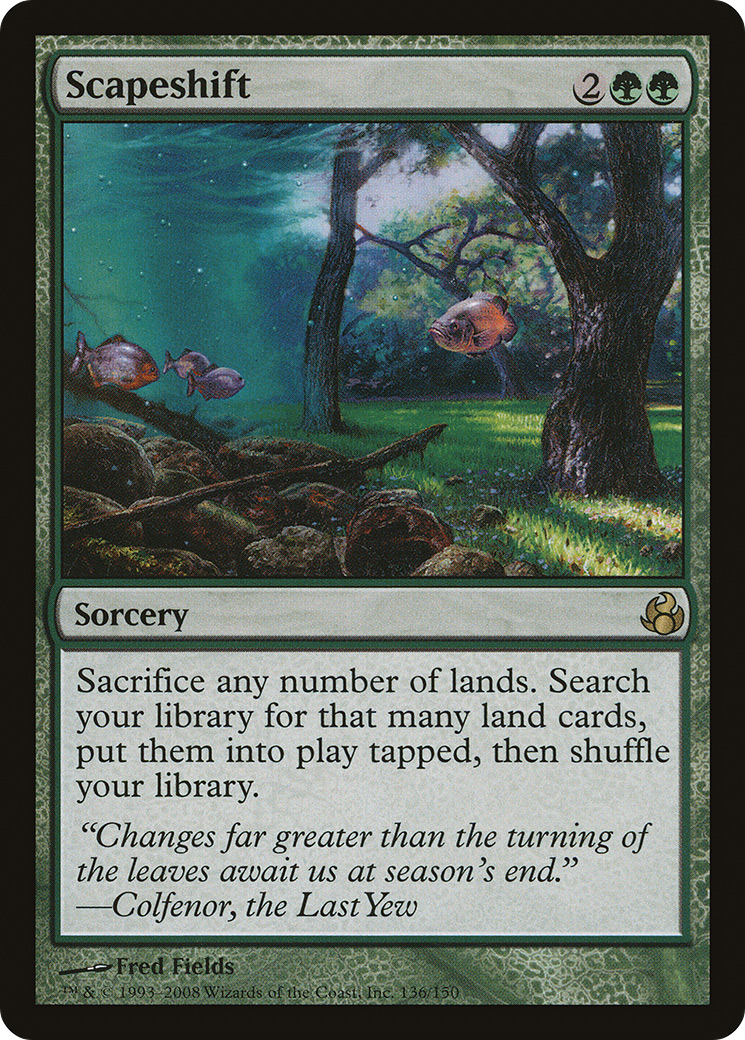 Scapeshift 2
Sorcery
Sacrifice any number of lands. Search
your library for that many land cards,
put them into play tapped, then shuffle
your library.
“Changes far greater than the turning of
the leaves await us at season’s end.”
—Colfenor, the Last Yew
Fred Fields
™ & © 1993–2008 Wizards of the Coast, Inc. 136/150